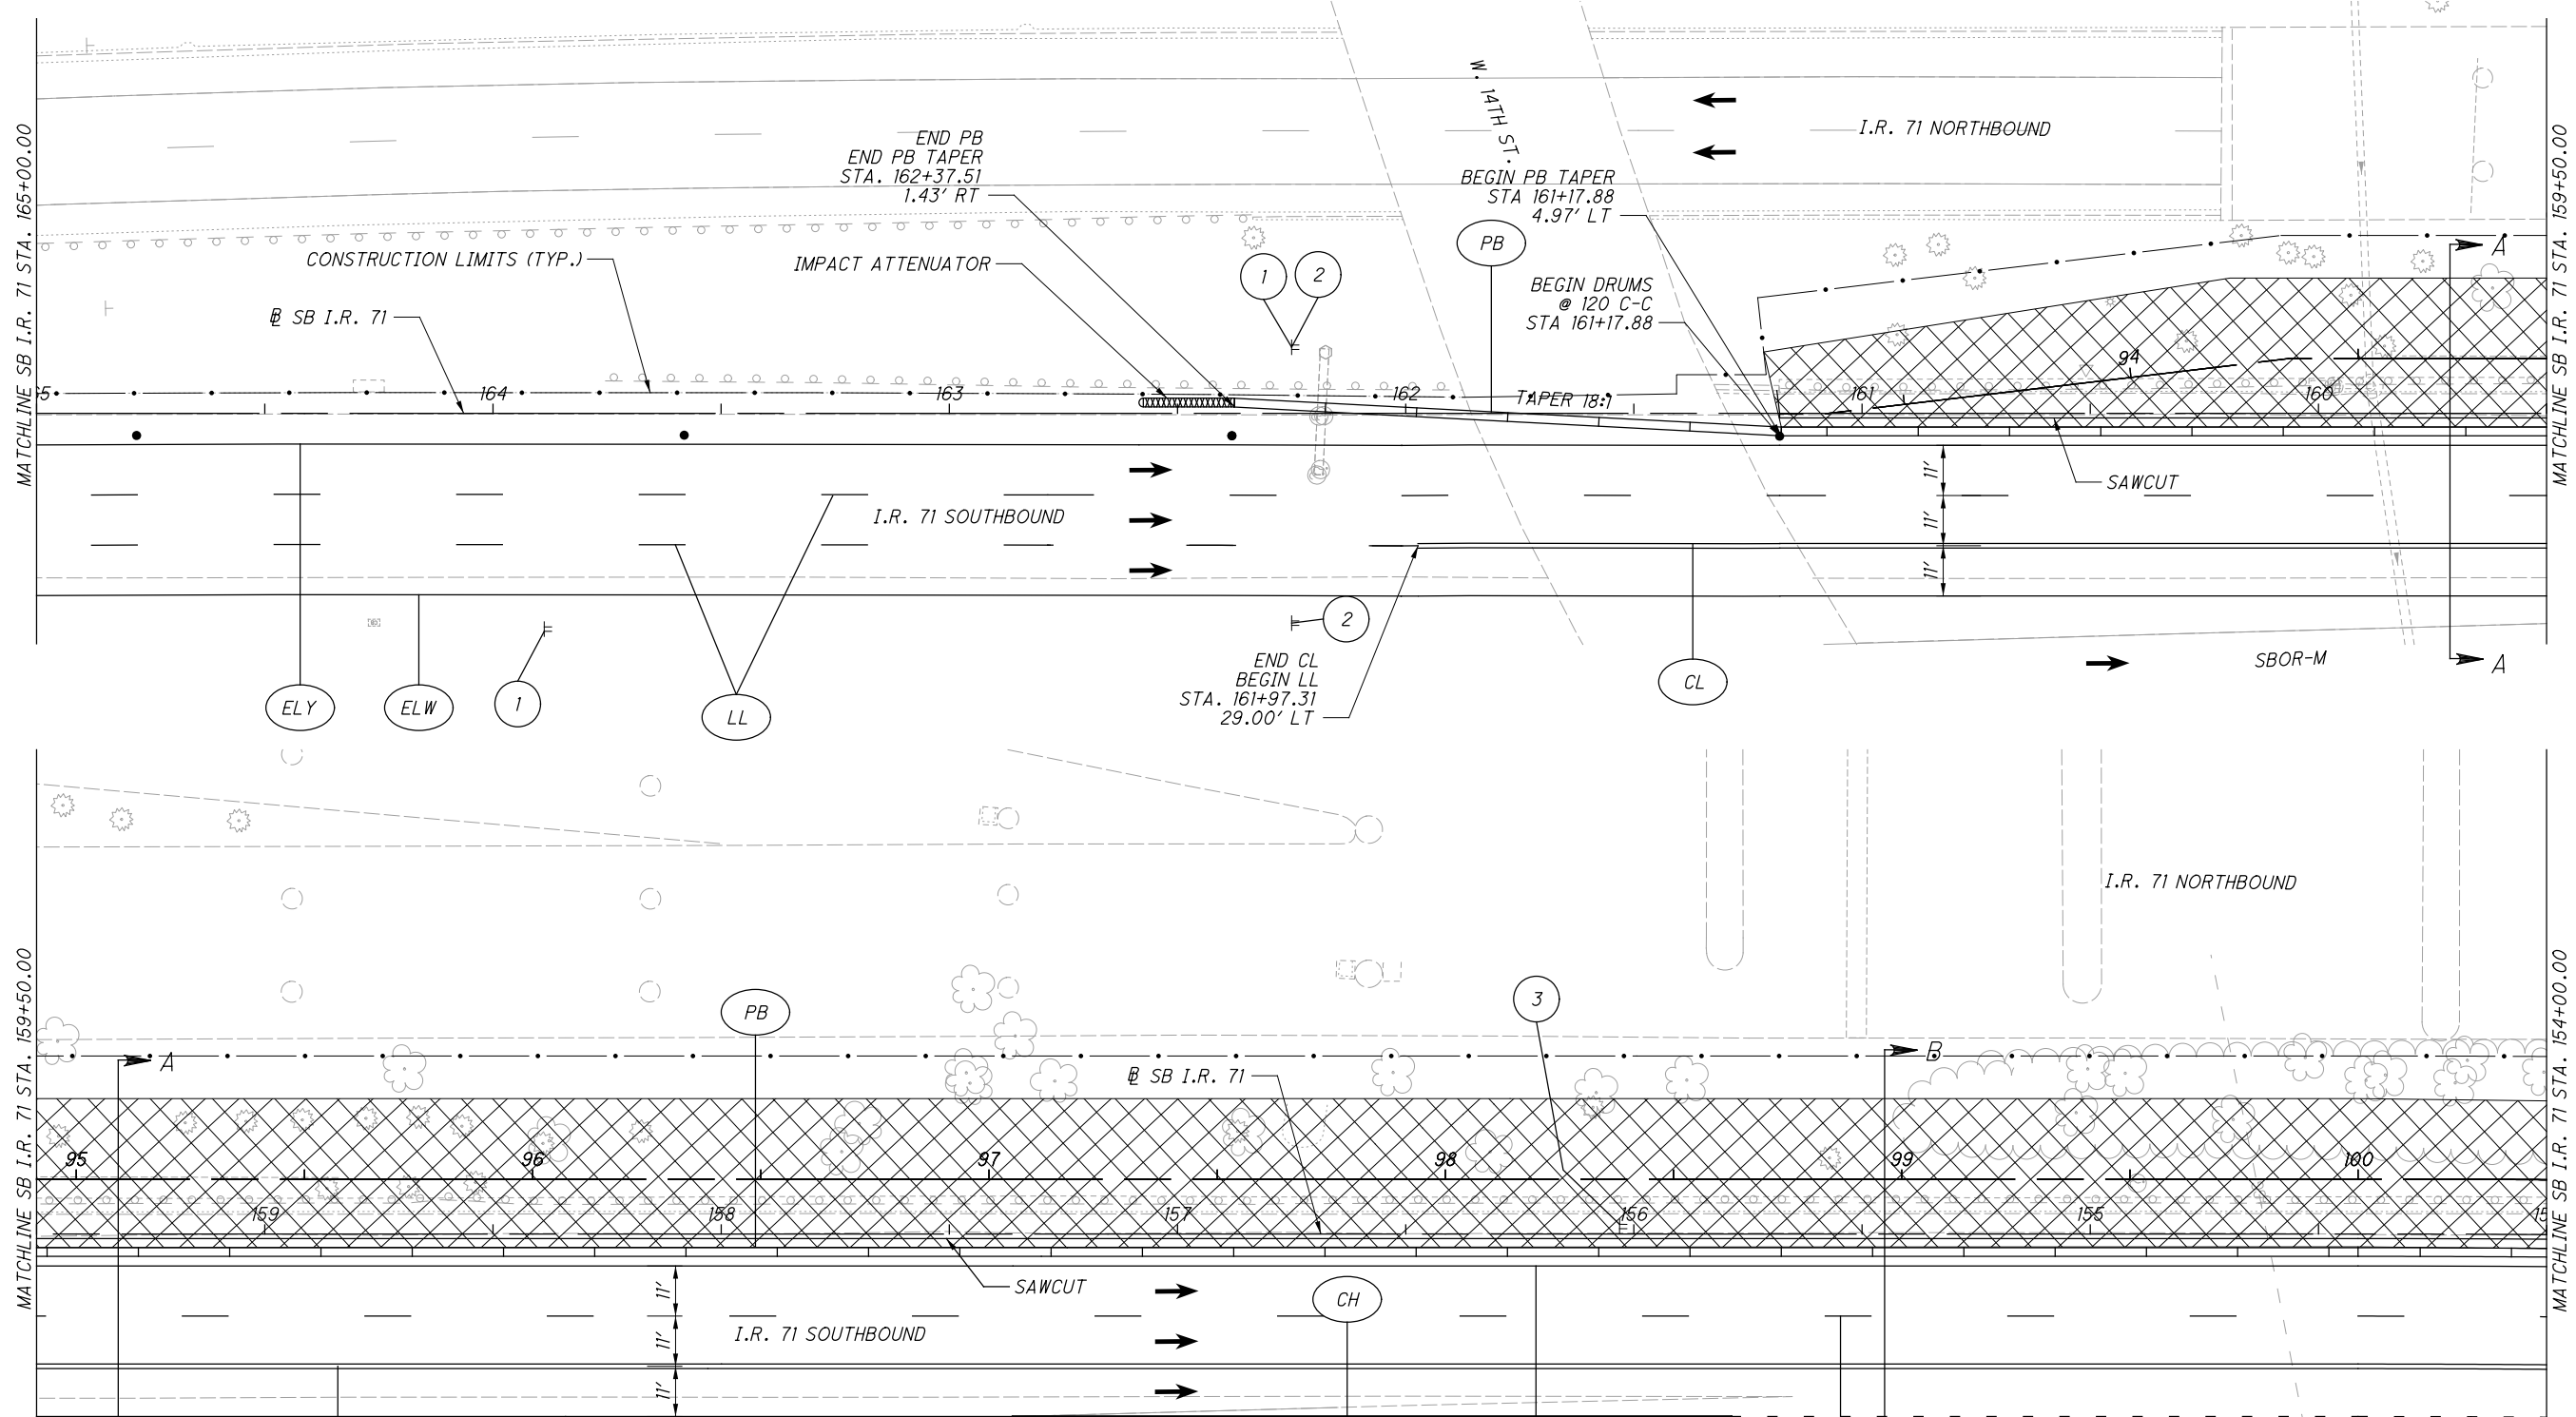 MATCHLINE SB I.R. 71 STA. 165+00.00
W. 14TH ST.
I.R. 71 NORTHBOUND
MATCHLINE SB I.R. 71 STA. 159+50.00
END PB
END PB TAPER
STA. 162+37.51
1.43' RT
BEGIN PB TAPER
STA 161+17.88
4.97' LT
PB
CONSTRUCTION LIMITS (TYP.)
IMPACT ATTENUATOR
1
2
A
BEGIN DRUMS
@ 120 C-C
STA 161+17.88
℄ SB I.R. 71
94
164
163
162
TAPER 18:1
161
160
SAWCUT
11'
I.R. 71 SOUTHBOUND
11'
11'
2
ELY
ELW
1
LL
END CL
BEGIN LL
STA. 161+97.31
29.00' LT
CL
SBOR-M
A
MATCHLINE SB I.R. 71 STA. 159+50.00
I.R. 71 NORTHBOUND
MATCHLINE SB I.R. 71 STA. 154+00.00
PB
3
A
℄ SB I.R. 71
B
95
96
97
98
99
100
159
158
157
156
155
SAWCUT
11'
CH
11'
I.R. 71 SOUTHBOUND
11'